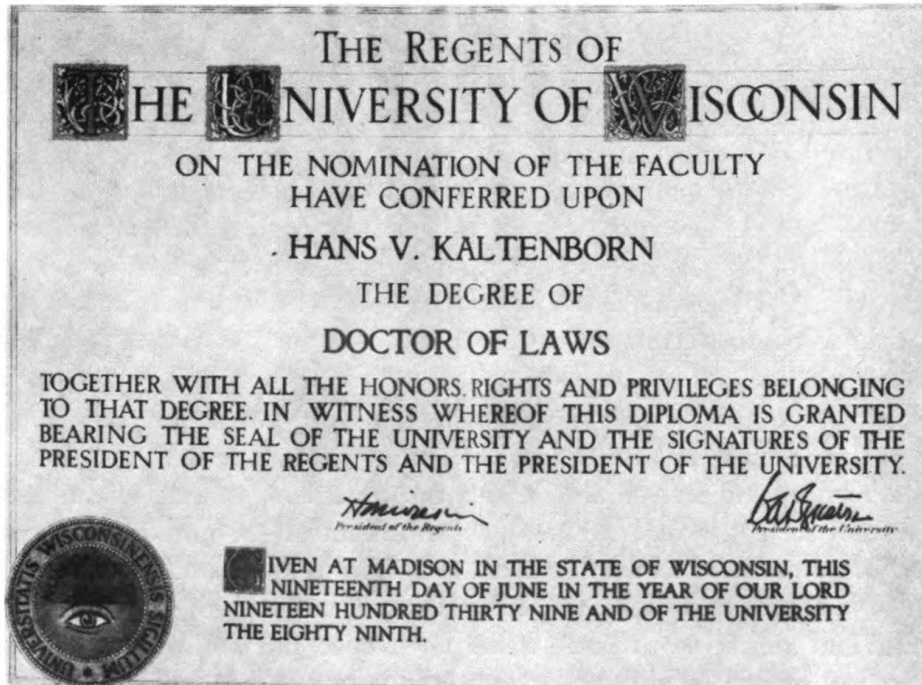 THE REGENTS OF
THE UNIVERSITY OF WISCONSIN
ON THE NOMINATION OF THE FACULTY
HAVE CONFERRED UPON
HANS V. KALTENBORN
THE DEGREE OF
DOCTOR OF LAWS
TOGETHER WITH ALL THE HONORS, RIGHTS AND PRIVILEGES BELONGING
TO THAT DEGREE. IN WITNESS WHEREOF THIS DIPLOMA IS GRANTED
BEARING THE SEAL OF THE UNIVERSITY AND THE SIGNATURES OF THE
PRESIDENT OF THE REGENTS AND THE PRESIDENT OF THE UNIVERSITY.
President of the Regents
President of the University
GIVEN AT MADISON IN THE STATE OF WISCONSIN, THIS
NINETEENTH DAY OF JUNE IN THE YEAR OF OUR LORD
NINETEEN HUNDRED THIRTY NINE AND OF THE UNIVERSITY
THE EIGHTY NINTH.
UNIVERSITATIS WISCONSINENSIS SIGILLUM